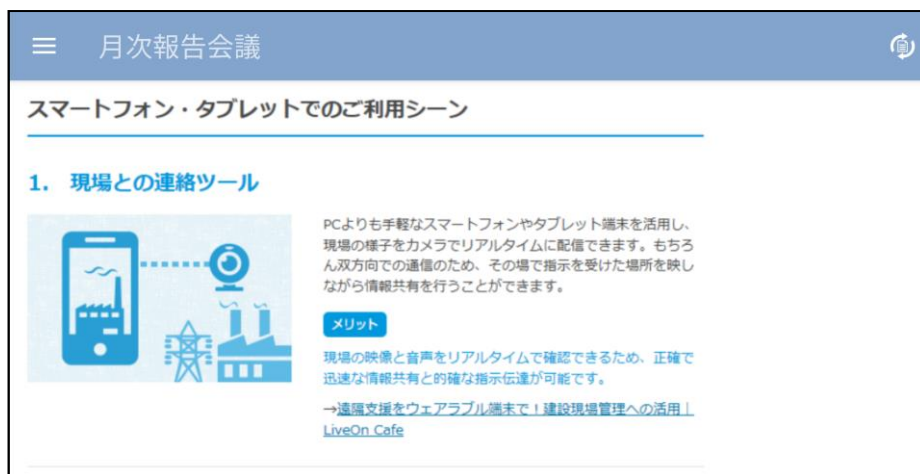 月次報告会議
スマートフォン・タブレットでのご利用シーン
1. 現場との連絡ツール
PCよりも手軽なスマートフォンやタブレット端末を活用し、
現場の様子をカメラでリアルタイムに配信できます。もちろ
ん双方向での通信のため、その場で指示を受けた場所を映し
ながら情報共有を行うことができます。
メリット
現場の映像と音声をリアルタイムで確認できるため、正確で
迅速な情報共有と的確な指示伝達が可能です。
→遠隔支援をウェアラブル端末で！建設現場管理への活用｜
LiveOn Cafe